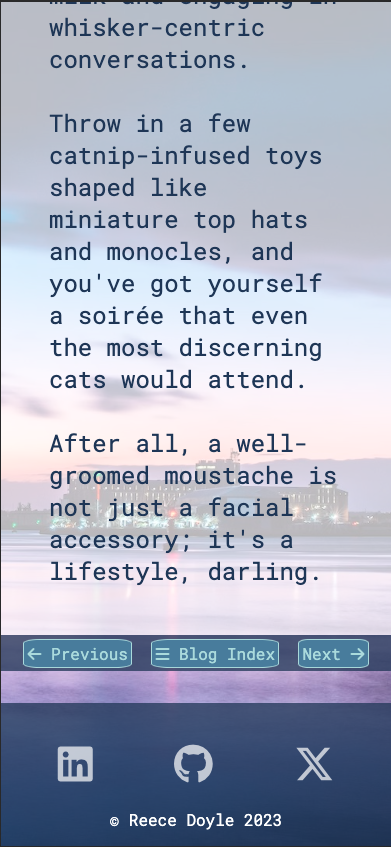 whisker-centric
conversations.
Throw in a few
catnip-infused toys
shaped like
miniature top hats
and monocles, and
you've got yourself
a soirée that even
the most discerning
cats would attend.
After all, a well-
groomed moustache is
not just a facial
accessory; it's a
lifestyle, darling.
← Previous ☰ Blog Index Next →
© Reece Doyle 2023